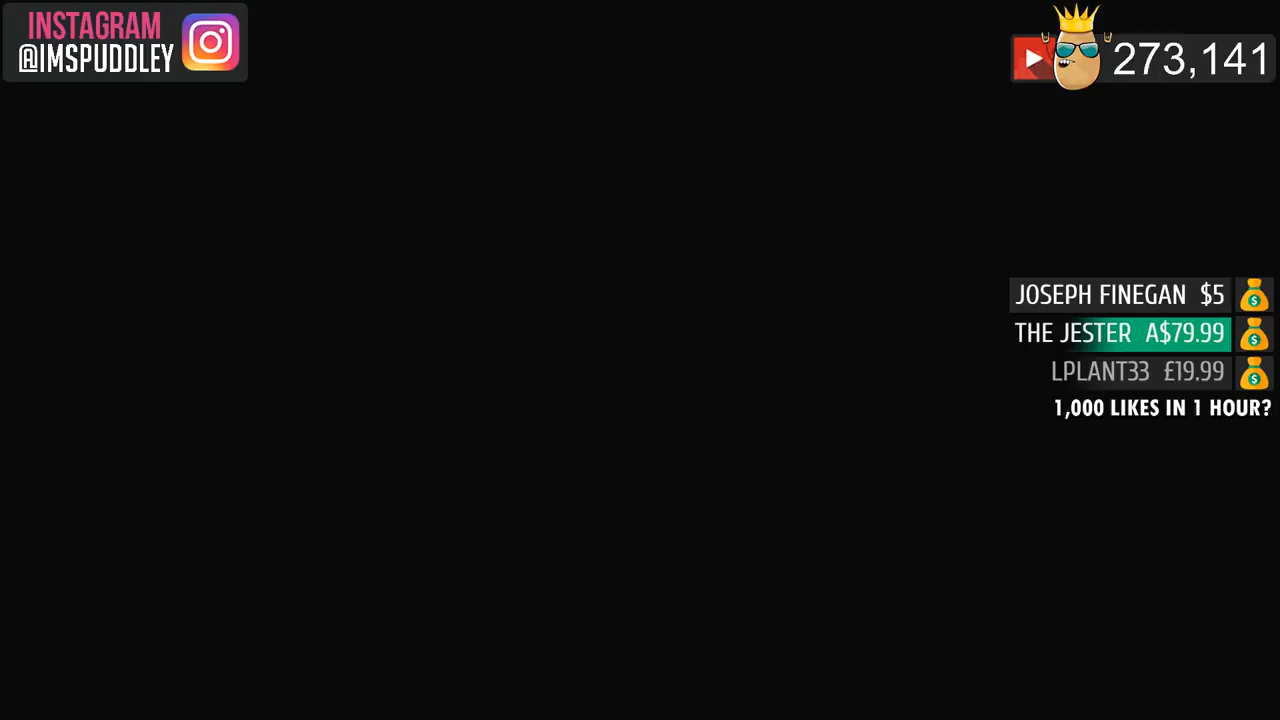 INSTAGRAM
@IMSPUDDLEY
273,141
JOSEPH FINEGAN $5
THE JESTER A$79.99
LPLANT33 £19.99
1,000 LIKES IN 1 HOUR?